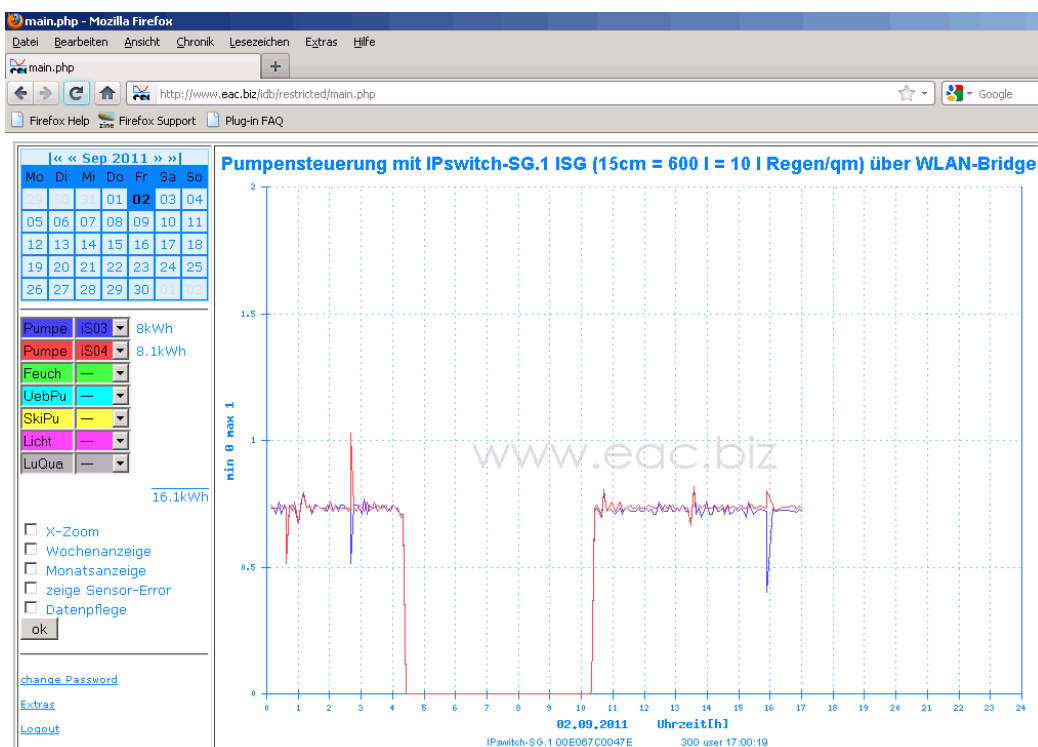 main.php - Mozilla Firefox
Datei Bearbeiten Ansicht Chronik Lesezeichen Extras Hilfe
main.php +
http://www.eac.biz/idb/restricted/main.php Google
Firefox Help Firefox Support Plug-in FAQ
|« « Sep 2011 » »|
Mo Di Mi Do Fr Sa So
29 30 31 01 02 03 04
05 06 07 08 09 10 11
12 13 14 15 16 17 18
19 20 21 22 23 24 25
26 27 28 29 30 01 02
Pumpe iS03 8kWh
Pumpe iS04 8.1kWh
Feuch —
UebPu —
SkiPu —
Licht —
LuQua —
16.1kWh
X-Zoom
Wochenanzeige
Monatsanzeige
zeige Sensor-Error
Datenpflege
ok
change Password
Extras
Logout
Pumpensteuerung mit IPswitch-SG.1 ISG (15cm = 600 l = 10 l Regen/qm) über WLAN-Bridge
2
1.5
1
0.5
0
min 0 max 1
www.eac.biz
0 1 2 3 4 5 6 7 8 9 10 11 12 13 14 15 16 17 18 19 20 21 22 23 24
02.09.2011 Uhrzeit[h]
IPswitch-SG.1 00E067C0047E 300 user 17:00:19